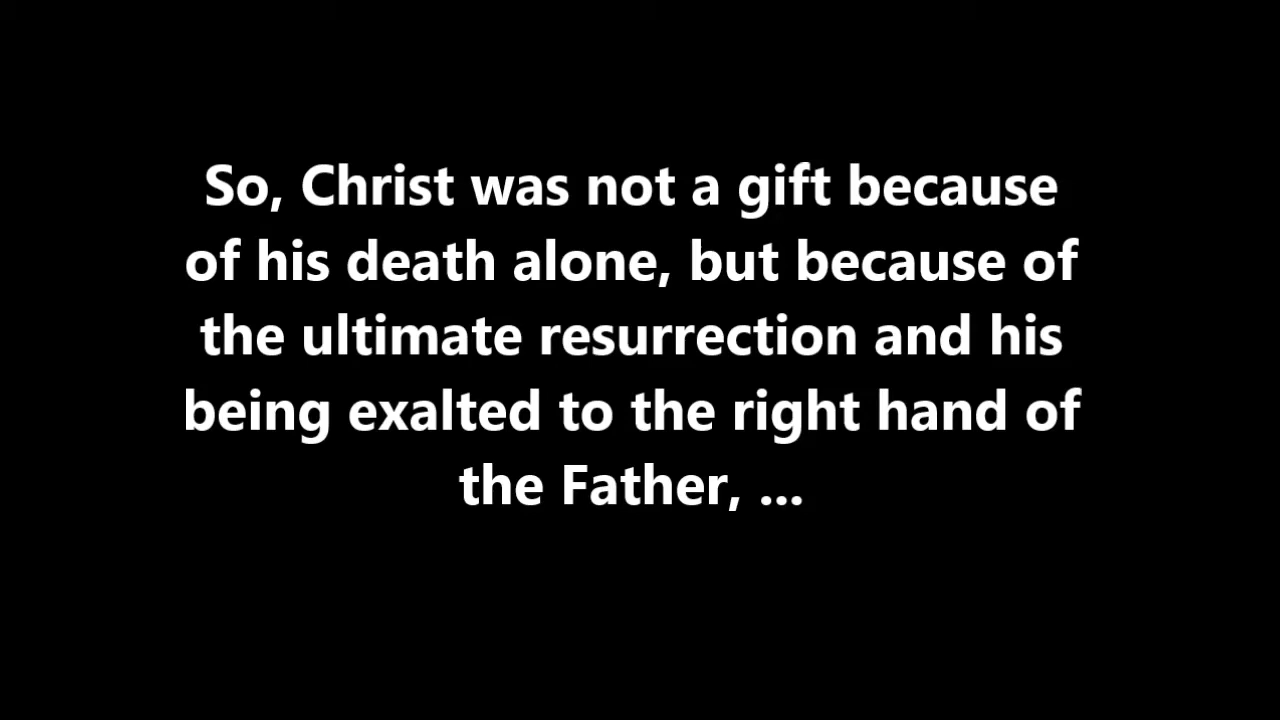 So, Christ was not a gift because
of his death alone, but because of
the ultimate resurrection and his
being exalted to the right hand of
the Father, ...